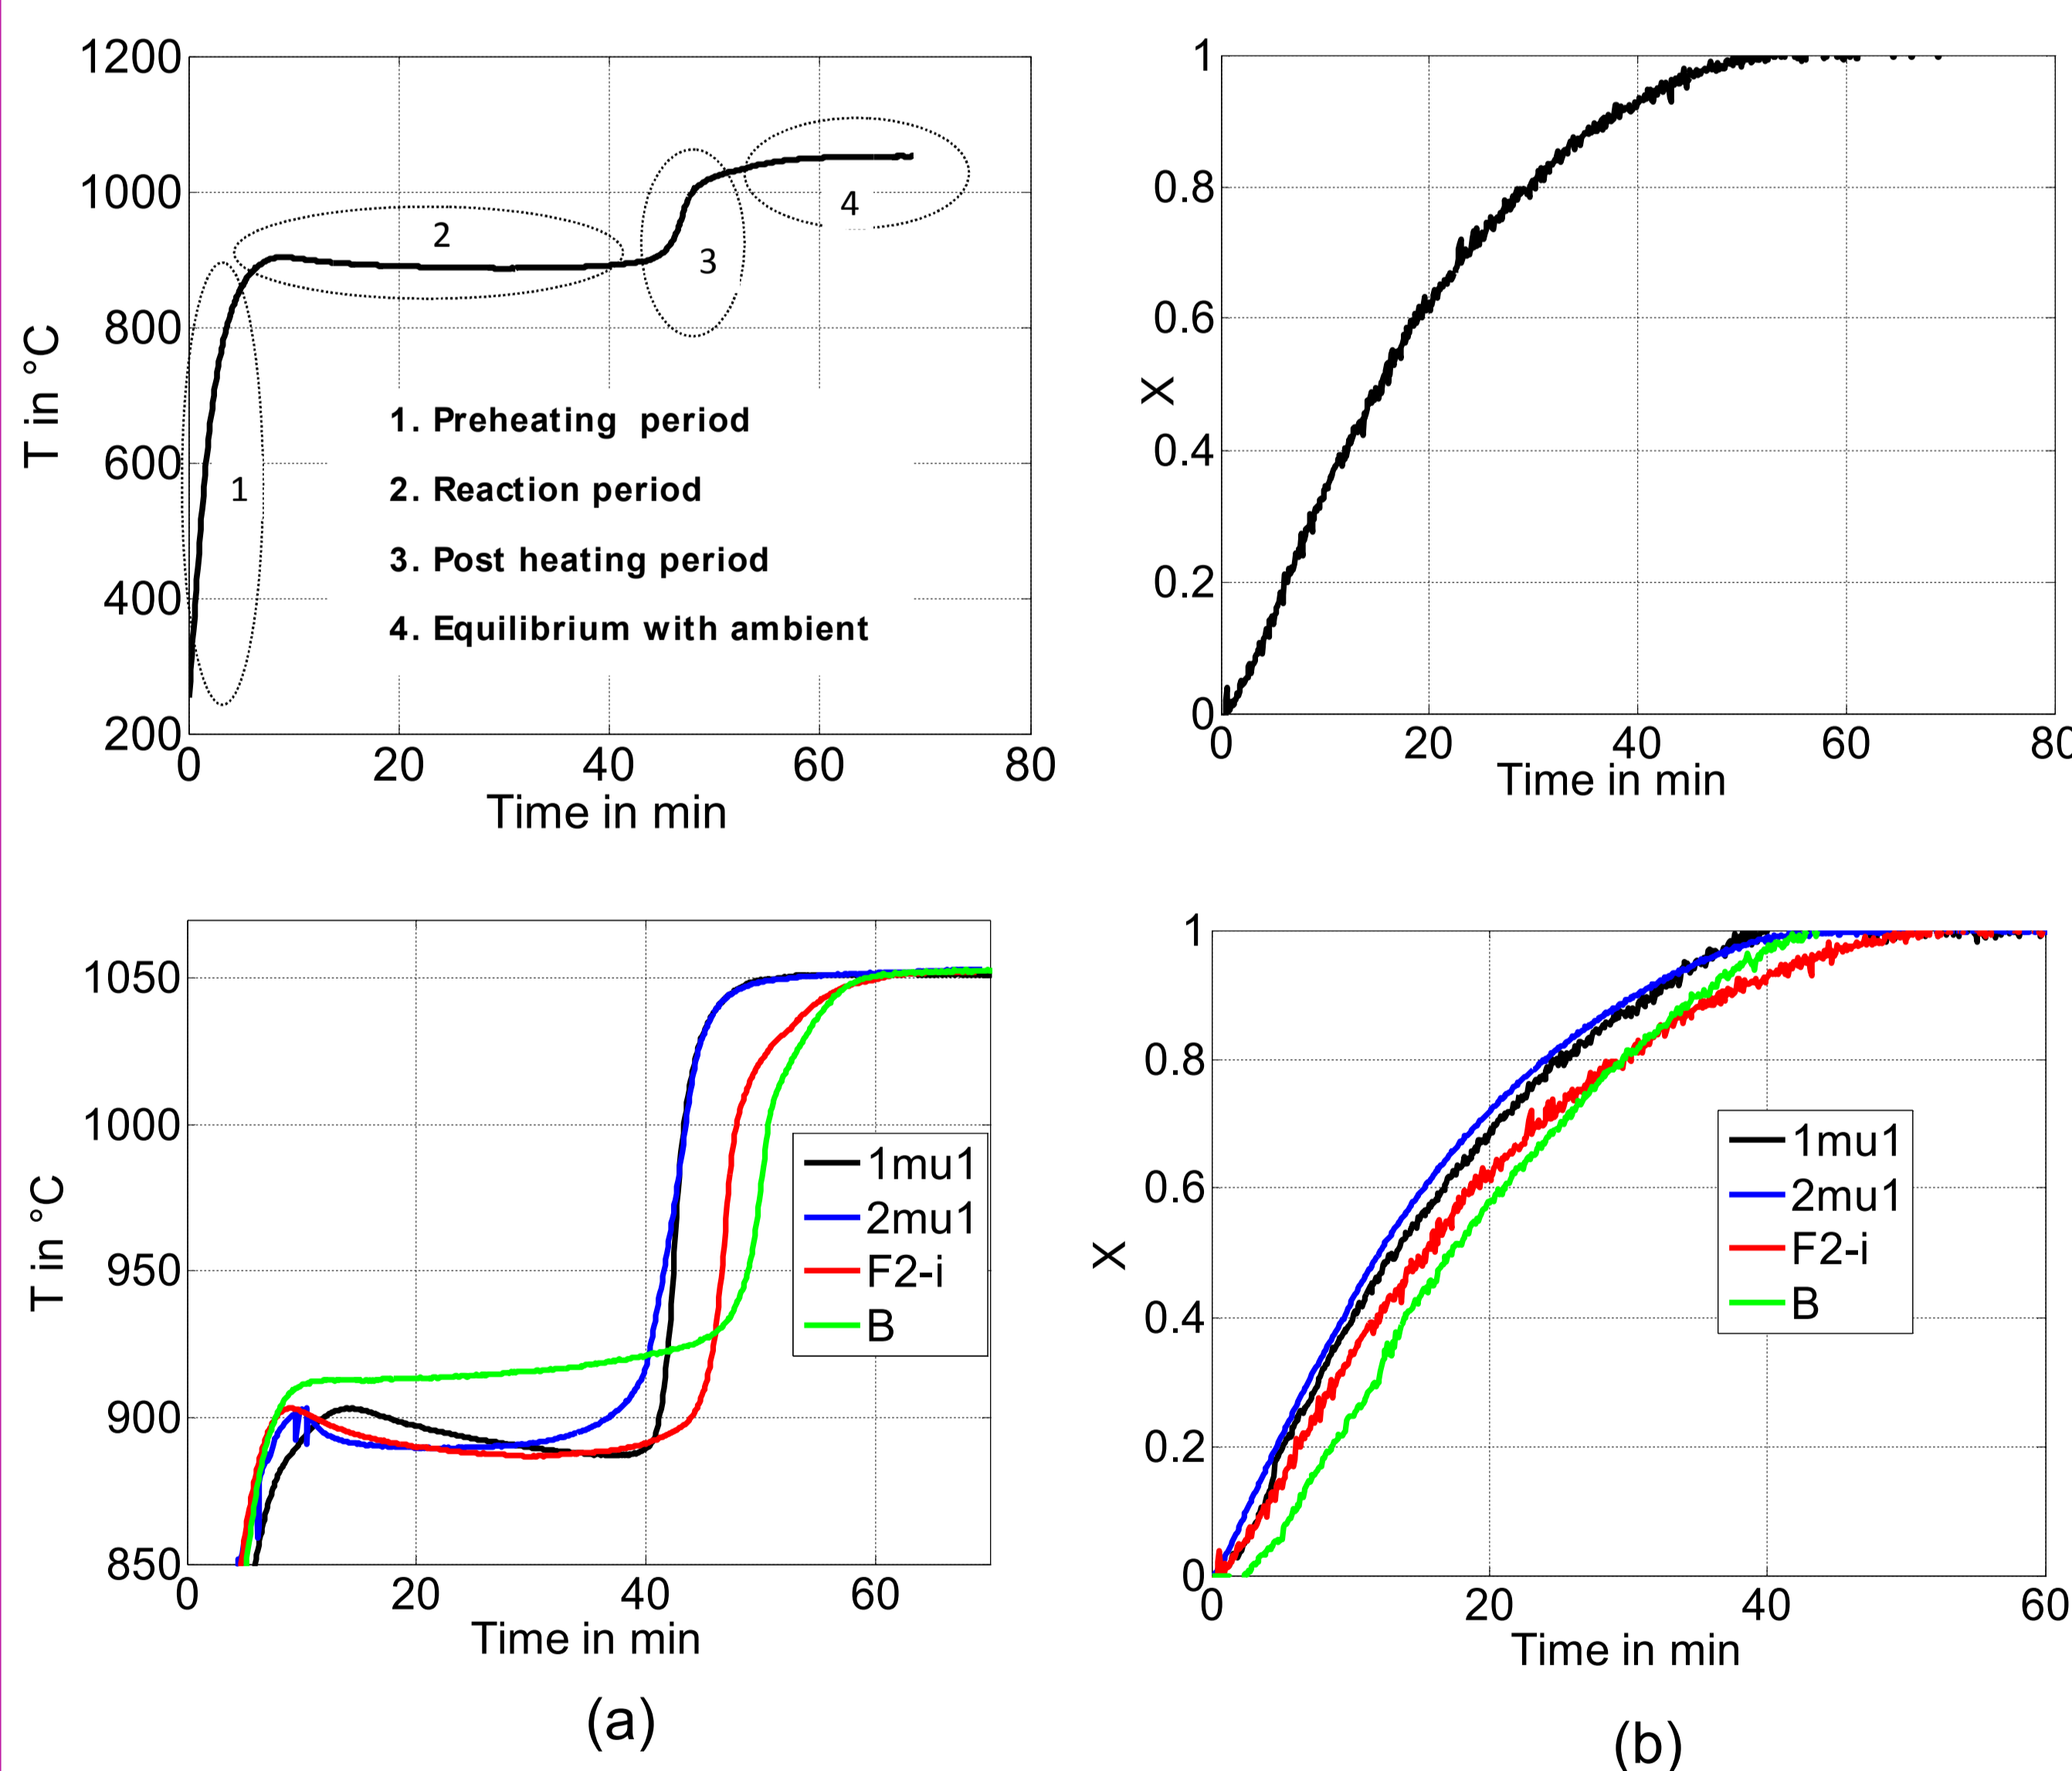 1200
1000
800
600
400
200
T in °C
0
20
40
60
80
Time in min
1
2
3
4
1. Preheating period
2. Reaction period
3. Post heating period
4. Equilibrium with ambient
1
0.8
0.6
0.4
0.2
0
X
0
20
40
60
80
Time in min
1050
1000
950
900
850
T in °C
0
20
40
60
Time in min
1mu1
2mu1
F2-i
B
(a)
1
0.8
0.6
0.4
0.2
0
X
0
20
40
60
Time in min
1mu1
2mu1
F2-i
B
(b)